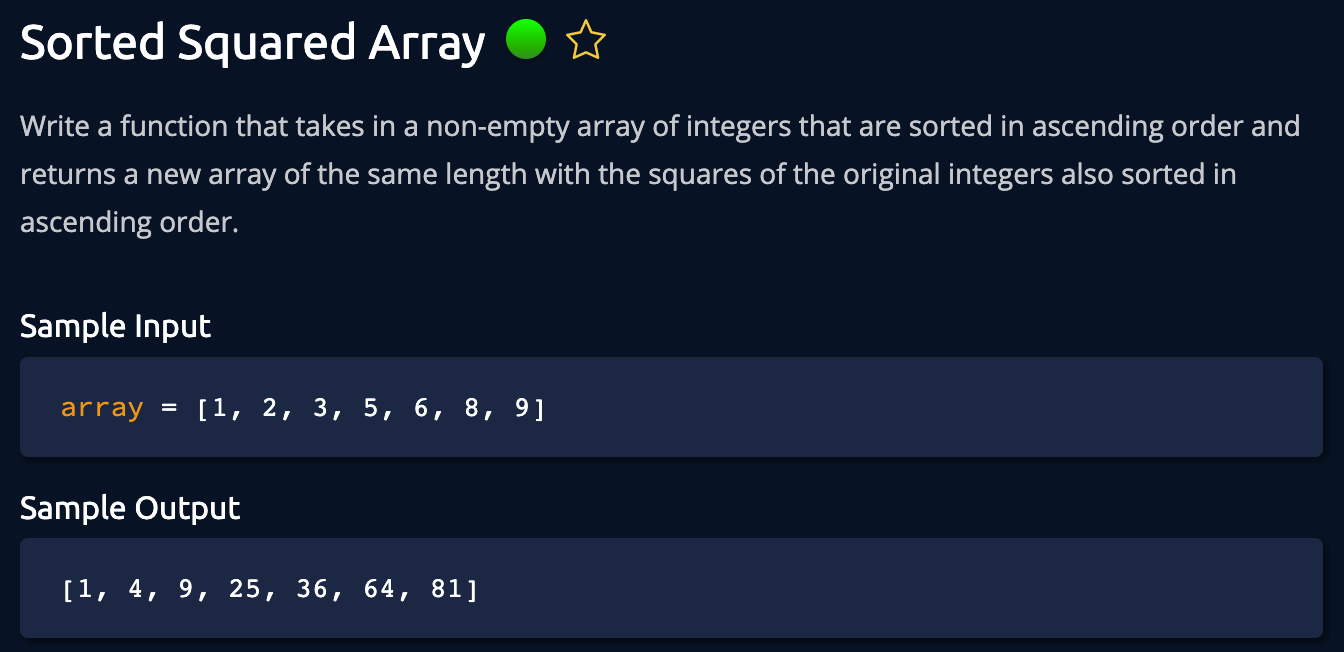 Sorted Squared Array
Write a function that takes in a non-empty array of integers that are sorted in ascending order and
returns a new array of the same length with the squares of the original integers also sorted in
ascending order.
Sample Input
array = [1, 2, 3, 5, 6, 8, 9]
Sample Output
[1, 4, 9, 25, 36, 64, 81]